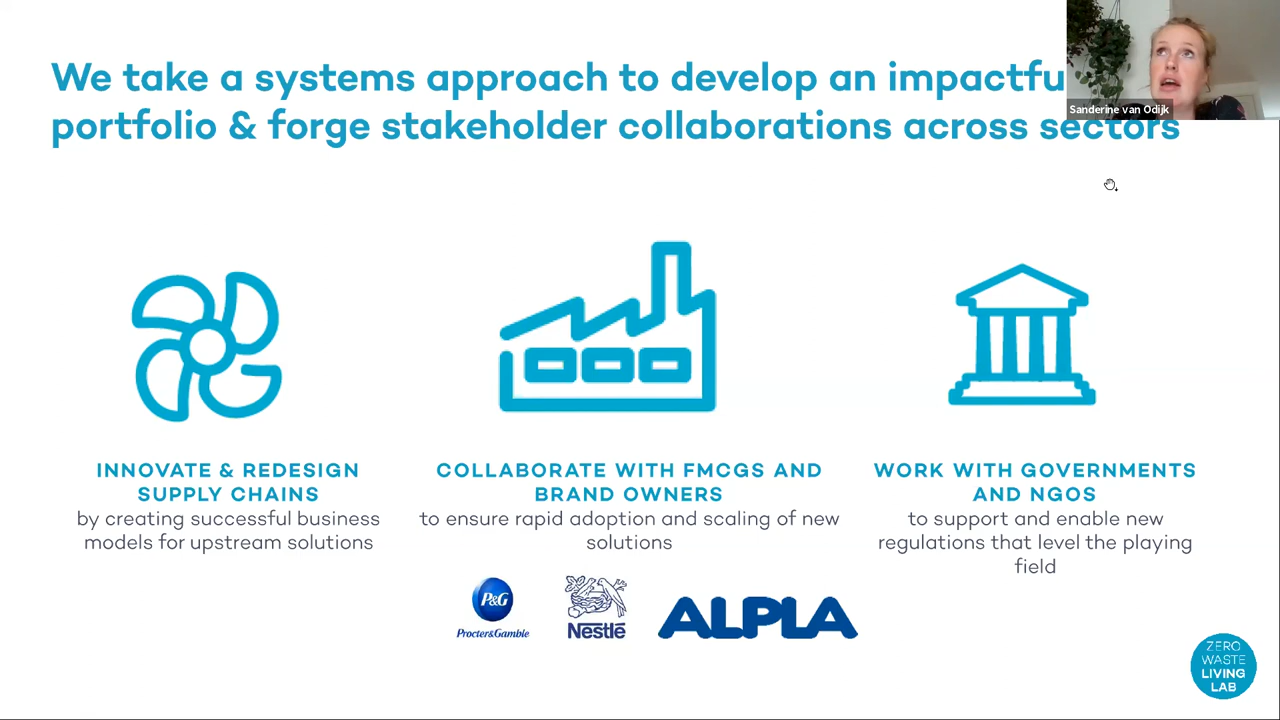 We take a systems approach to develop an impactfu
portfolio & forge stakeholder collaborations across sectors
Sanderine van Odijk
INNOVATE & REDESIGN
SUPPLY CHAINS
by creating successful business
models for upstream solutions
COLLABORATE WITH FMCGS AND
BRAND OWNERS
to ensure rapid adoption and scaling of new
solutions
P&G
Procter&Gamble
Nestlé
ALPLA
WORK WITH GOVERNMENTS
AND NGOS
to support and enable new
regulations that level the playing
field
ZERO
WASTE
LIVING
LAB